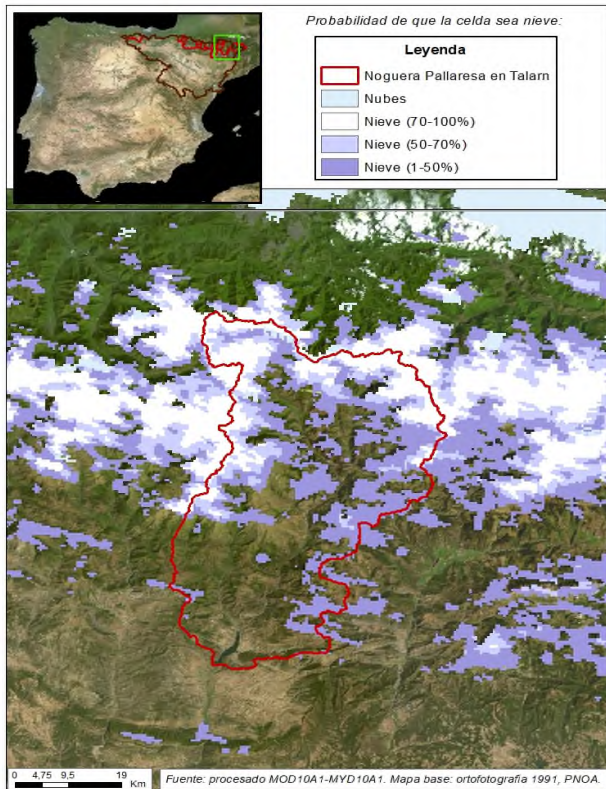 Probabilidad de que la celda sea nieve:
Leyenda
Noguera Pallaresa en Talarn
Nubes
Nieve (70-100%)
Nieve (50-70%)
Nieve (1-50%)
0 4,75 9,5 19
Km
Fuente: procesado MOD10A1-MYD10A1. Mapa base: ortofotografía 1991, PNOA.